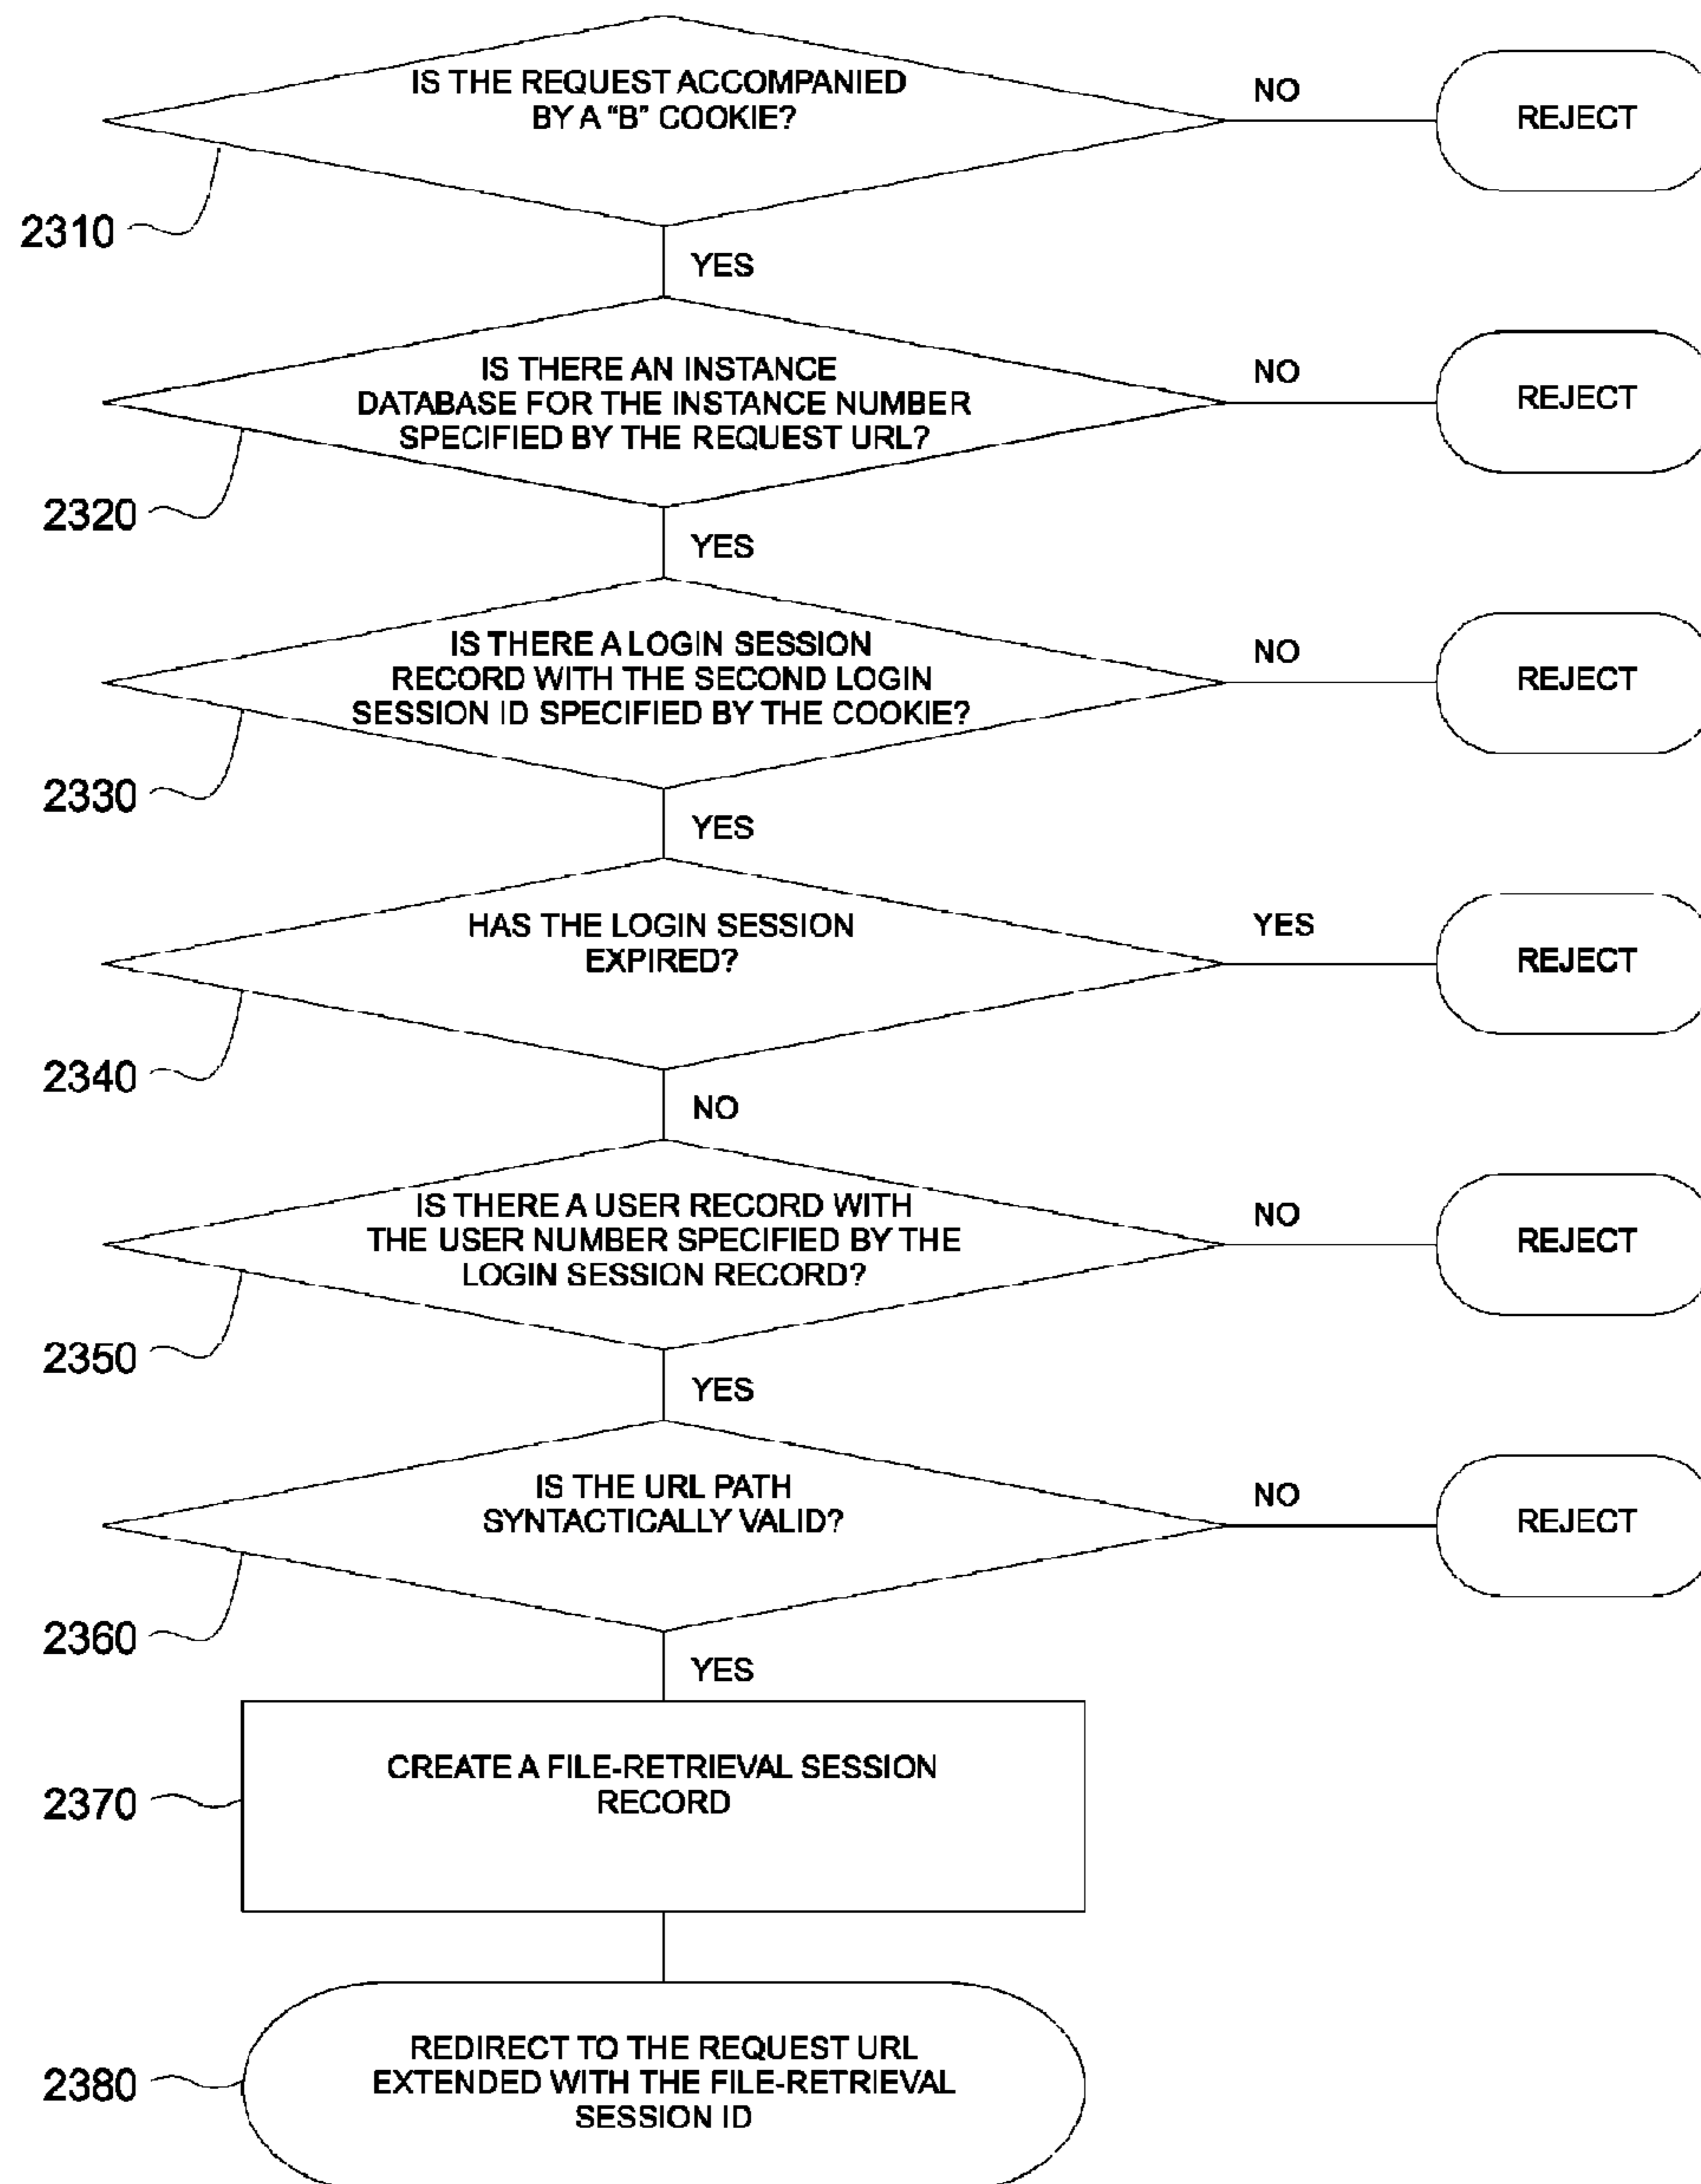 IS THE REQUEST ACCOMPANIED
BY A "B" COOKIE?
NO
REJECT
2310
YES
IS THERE AN INSTANCE
DATABASE FOR THE INSTANCE NUMBER
SPECIFIED BY THE REQUEST URL?
NO
REJECT
2320
YES
IS THERE A LOGIN SESSION
RECORD WITH THE SECOND LOGIN
SESSION ID SPECIFIED BY THE COOKIE?
NO
REJECT
2330
YES
HAS THE LOGIN SESSION
EXPIRED?
YES
REJECT
2340
NO
IS THERE A USER RECORD WITH
THE USER NUMBER SPECIFIED BY THE
LOGIN SESSION RECORD?
NO
REJECT
2350
YES
IS THE URL PATH
SYNTACTICALLY VALID?
NO
REJECT
2360
YES
CREATE A FILE-RETRIEVAL SESSION
RECORD
2370
REDIRECT TO THE REQUEST URL
EXTENDED WITH THE FILE-RETRIEVAL
SESSION ID
2380